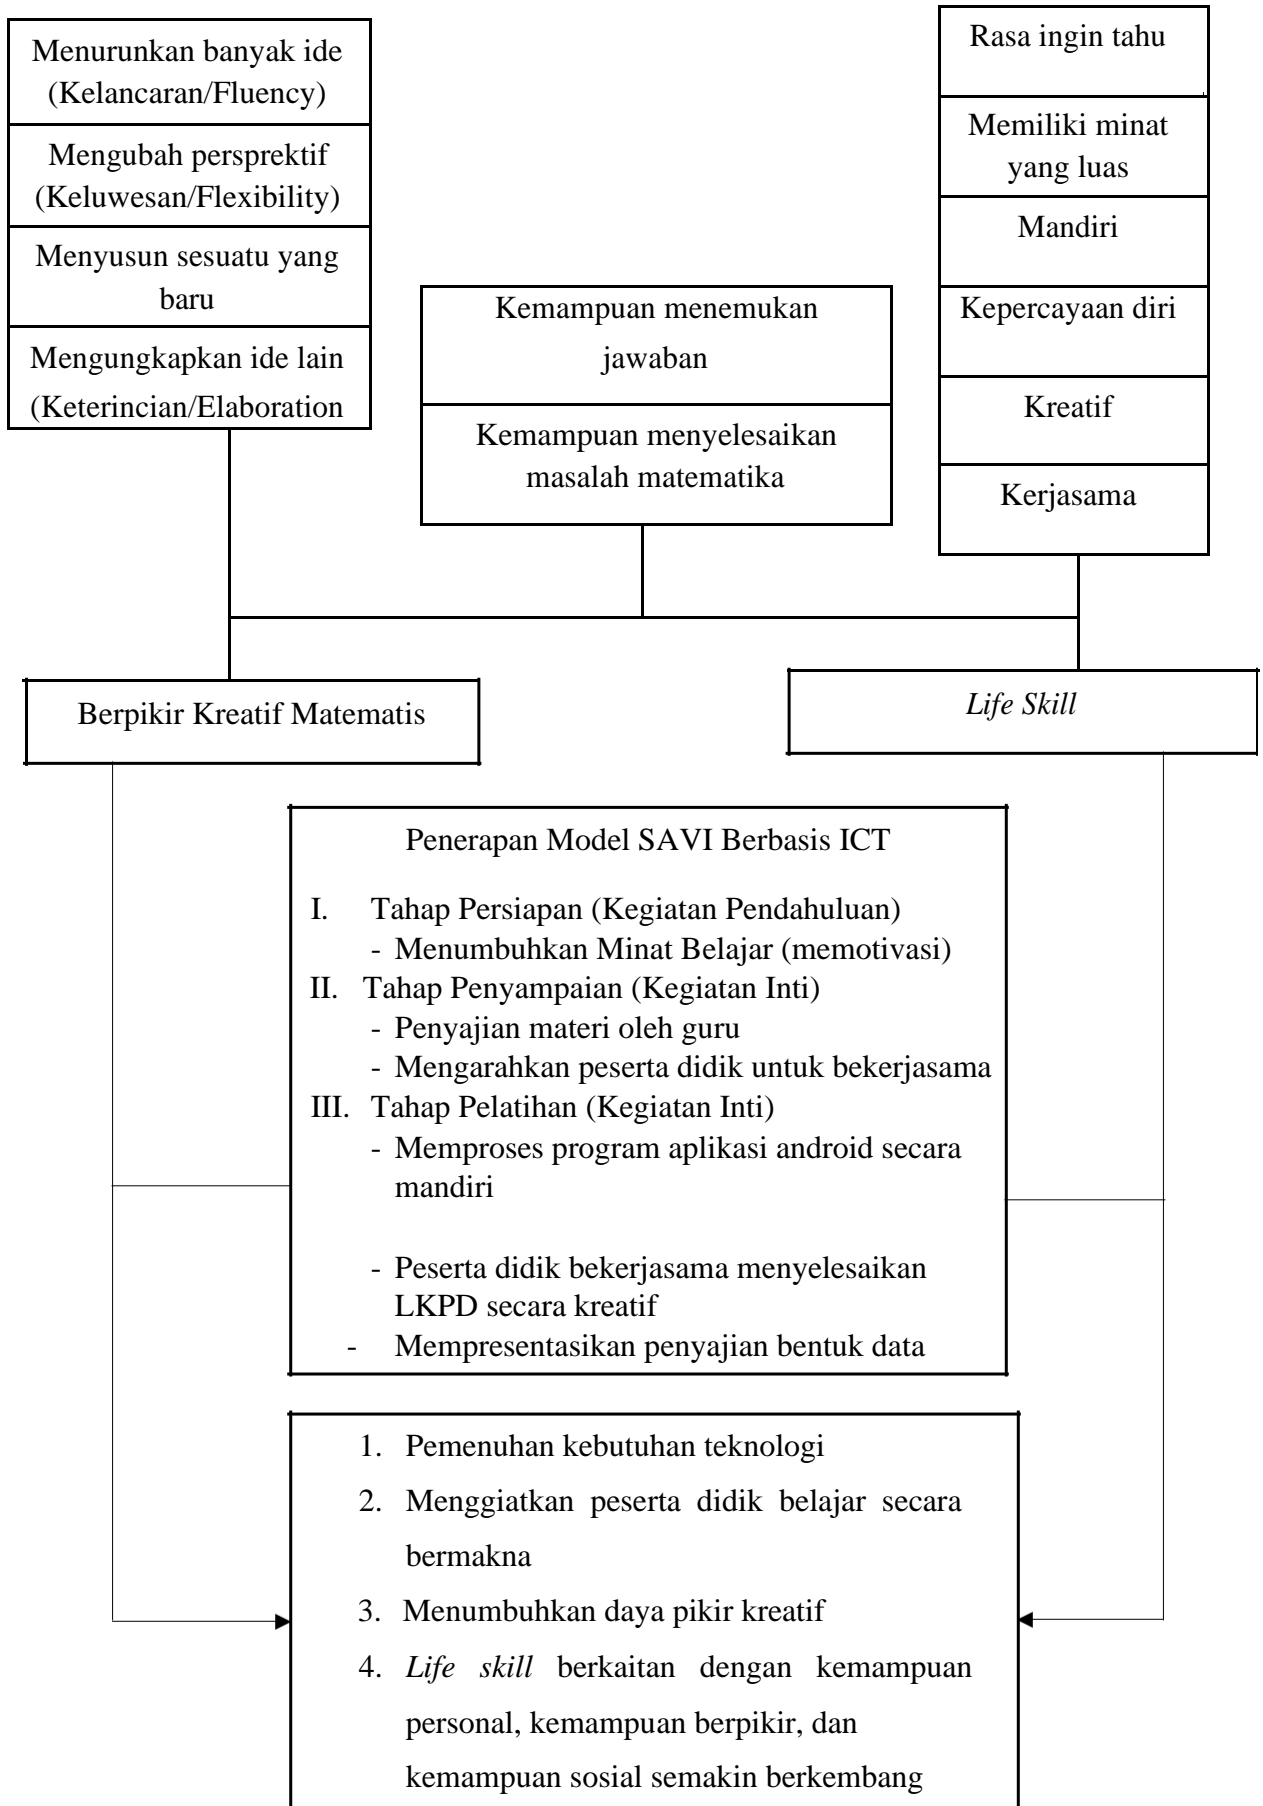 Menurunkan banyak ide
(Kelancaran/Fluency)
Mengubah persprektif
(Keluwesan/Flexibility)
Menyusun sesuatu yang
baru
Mengungkapkan ide lain
(Keterincian/Elaboration
Kemampuan menemukan
jawaban
Kemampuan menyelesaikan
masalah matematika
Rasa ingin tahu
Memiliki minat
yang luas
Mandiri
Kepercayaan diri
Kreatif
Kerjasama
Berpikir Kreatif Matematis
Life Skill
Penerapan Model SAVI Berbasis ICT
I. Tahap Persiapan (Kegiatan Pendahuluan)
- Menumbuhkan Minat Belajar (memotivasi)
II. Tahap Penyampaian (Kegiatan Inti)
- Penyajian materi oleh guru
- Mengarahkan peserta didik untuk bekerjasama
III. Tahap Pelatihan (Kegiatan Inti)
- Memproses program aplikasi android secara
mandiri
- Peserta didik bekerjasama menyelesaikan
LKPD secara kreatif
- Mempresentasikan penyajian bentuk data
1. Pemenuhan kebutuhan teknologi
2. Menggiatkan peserta didik belajar secara
bermakna
3. Menumbuhkan daya pikir kreatif
4. Life skill berkaitan dengan kemampuan
personal, kemampuan berpikir, dan
kemampuan sosial semakin berkembang